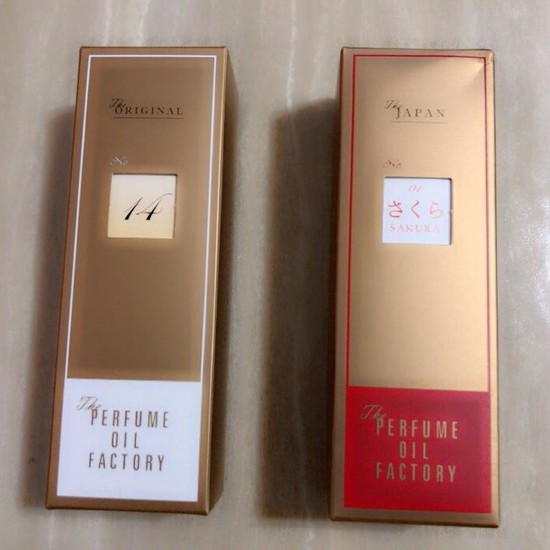 The
ORIGINAL
No
14
The
PERFUME
OIL
FACTORY
The
JAPAN
No.
01
さくら
SAKURA
The
PERFUME
OIL
FACTORY